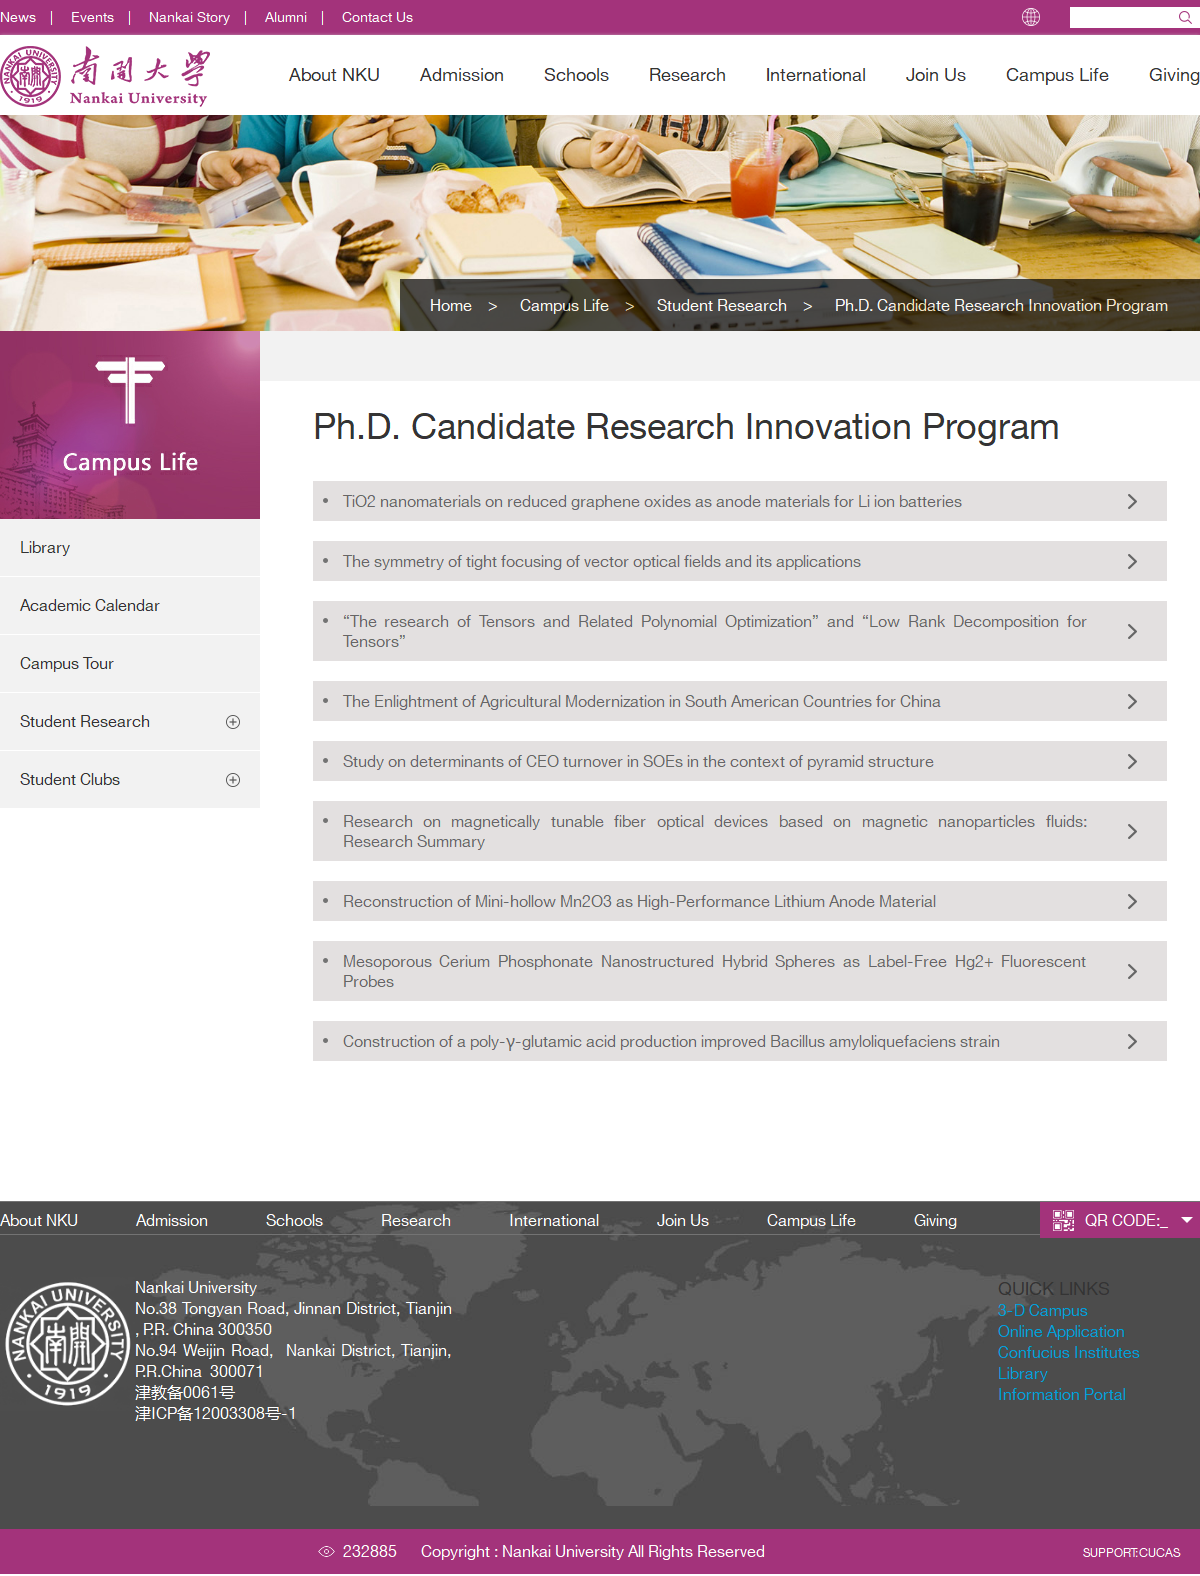 News | Events | Nankai Story | Alumni | Contact Us
NANKAI UNIVERSITY
1919
南開大學
Nankai University
About NKU Admission Schools Research International Join Us Campus Life Giving
Home > Campus Life > Student Research > Ph.D. Candidate Research Innovation Program
Campus Life
Library
Academic Calendar
Campus Tour
Student Research
Student Clubs
Ph.D. Candidate Research Innovation Program
• TiO2 nanomaterials on reduced graphene oxides as anode materials for Li ion batteries
• The symmetry of tight focusing of vector optical fields and its applications
• “The research of Tensors and Related Polynomial Optimization” and “Low Rank Decomposition for
Tensors”
• The Enlightment of Agricultural Modernization in South American Countries for China
• Study on determinants of CEO turnover in SOEs in the context of pyramid structure
• Research on magnetically tunable fiber optical devices based on magnetic nanoparticles fluids:
Research Summary
• Reconstruction of Mini-hollow Mn2O3 as High-Performance Lithium Anode Material
• Mesoporous Cerium Phosphonate Nanostructured Hybrid Spheres as Label-Free Hg2+ Fluorescent
Probes
• Construction of a poly-γ-glutamic acid production improved Bacillus amyloliquefaciens strain
About NKU Admission Schools Research International Join Us Campus Life Giving
QR CODE:_
NANKAI UNIVERSITY
南開
1919
Nankai University
No.38 Tongyan Road, Jinnan District, Tianjin
, P.R. China 300350
No.94 Weijin Road, Nankai District, Tianjin,
P.R.China 300071
津教备0061号
津ICP备12003308号-1
QUICK LINKS
3-D Campus
Online Application
Confucius Institutes
Library
Information Portal
232885 Copyright : Nankai University All Rights Reserved
SUPPORT:CUCAS